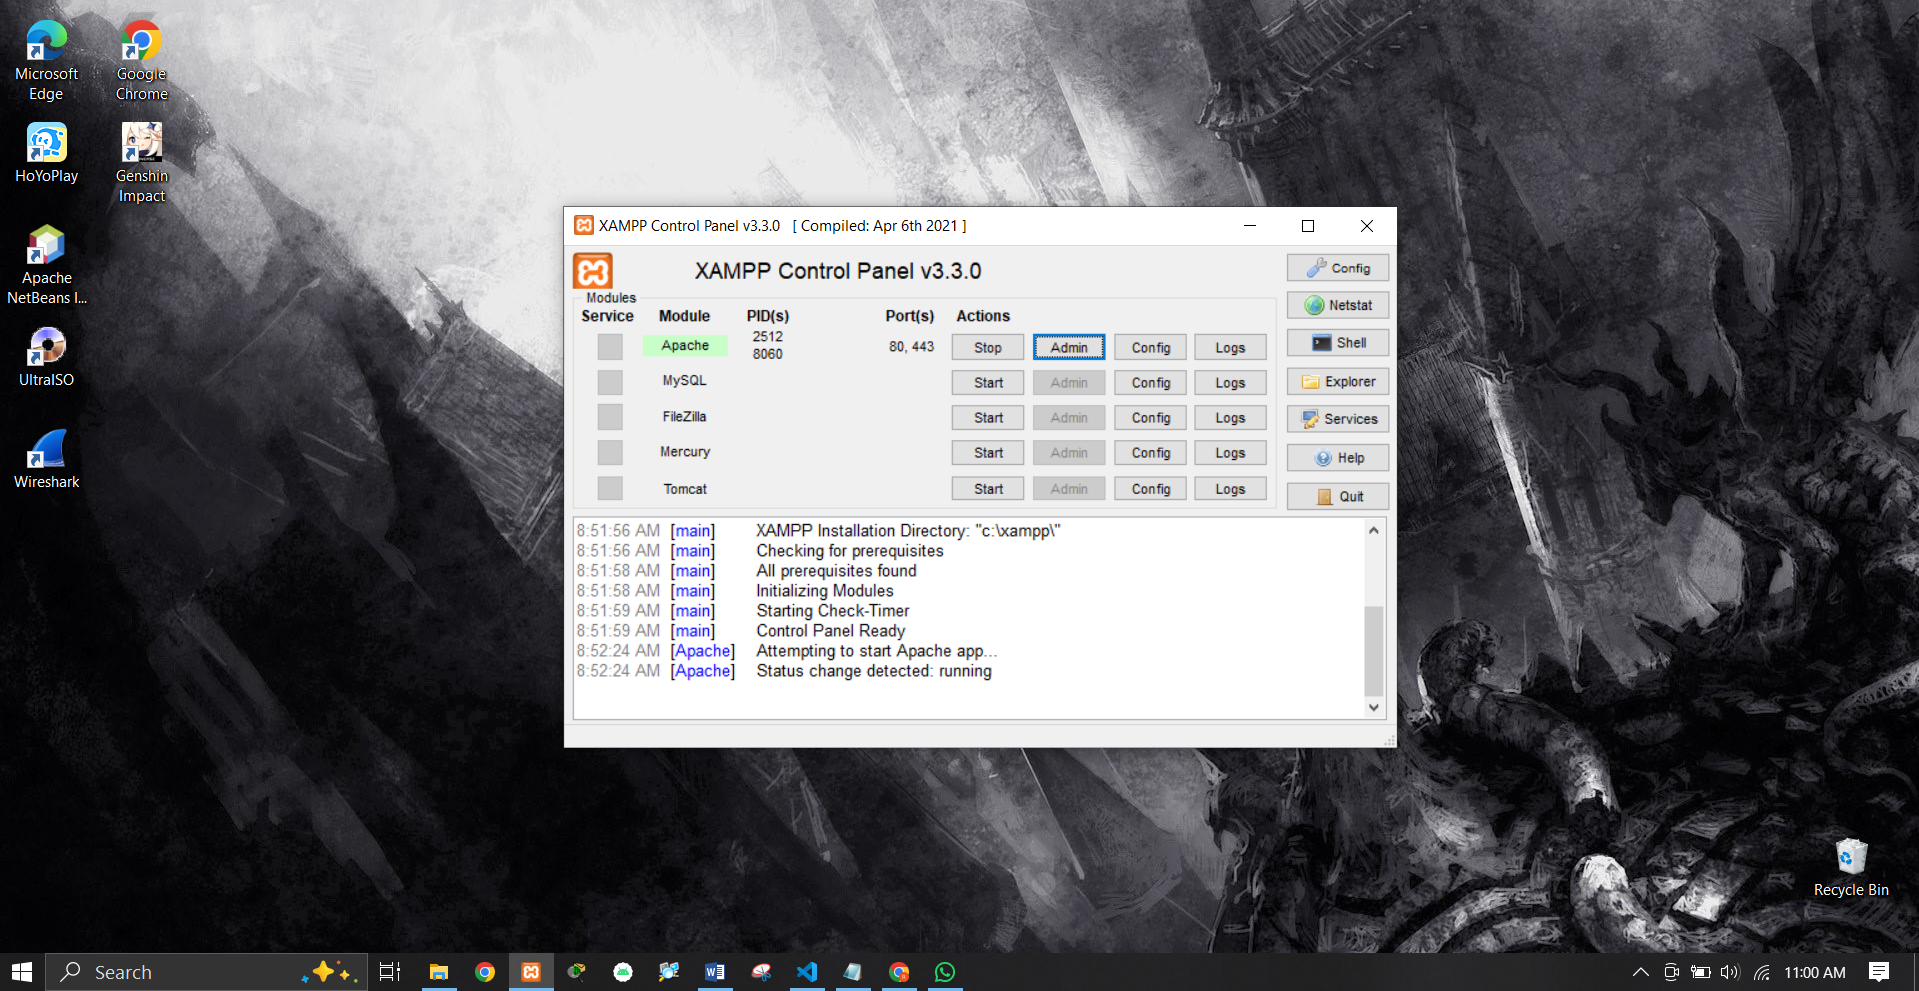 Microsoft
Edge
Google
Chrome
HoYoPlay
Genshin
Impact
Apache
NetBeans I...
UltraISO
Wireshark
XAMPP Control Panel v3.3.0 [ Compiled: Apr 6th 2021 ]
XAMPP Control Panel v3.3.0
Config
Modules
Service Module PID(s) Port(s) Actions
Netstat
Apache 2512 80, 443 Stop Admin Config Logs
8060
Shell
MySQL Start Admin Config Logs
Explorer
FileZilla Start Admin Config Logs
Services
Mercury Start Admin Config Logs
Help
Tomcat Start Admin Config Logs
Quit
8:51:56 AM [main] XAMPP Installation Directory: "c:\xampp\"
8:51:56 AM [main] Checking for prerequisites
8:51:58 AM [main] All prerequisites found
8:51:58 AM [main] Initializing Modules
8:51:59 AM [main] Starting Check-Timer
8:51:59 AM [main] Control Panel Ready
8:52:24 AM [Apache] Attempting to start Apache app...
8:52:24 AM [Apache] Status change detected: running
Recycle Bin
Search
11:00 AM